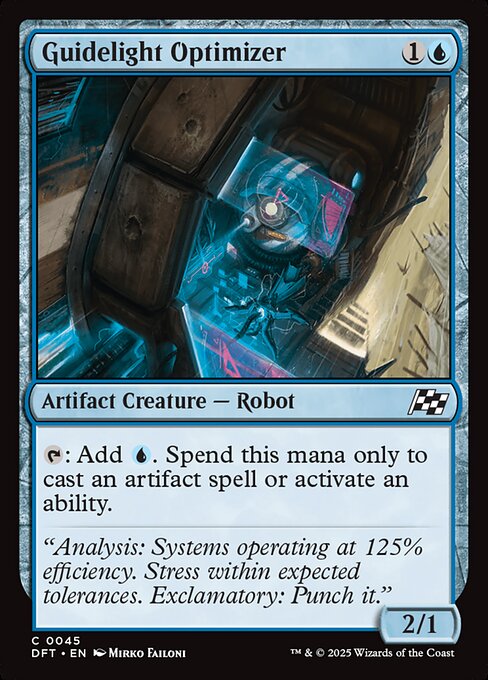 Guidelight Optimizer 1
Artifact Creature — Robot
: Add . Spend this mana only to
cast an artifact spell or activate an
ability.
“Analysis: Systems operating at 125%
efficiency. Stress within expected
tolerances. Exclamatory: Punch it.”
2/1
C 0045
DFT • EN Mirko Failoni
™ & © 2025 Wizards of the Coast